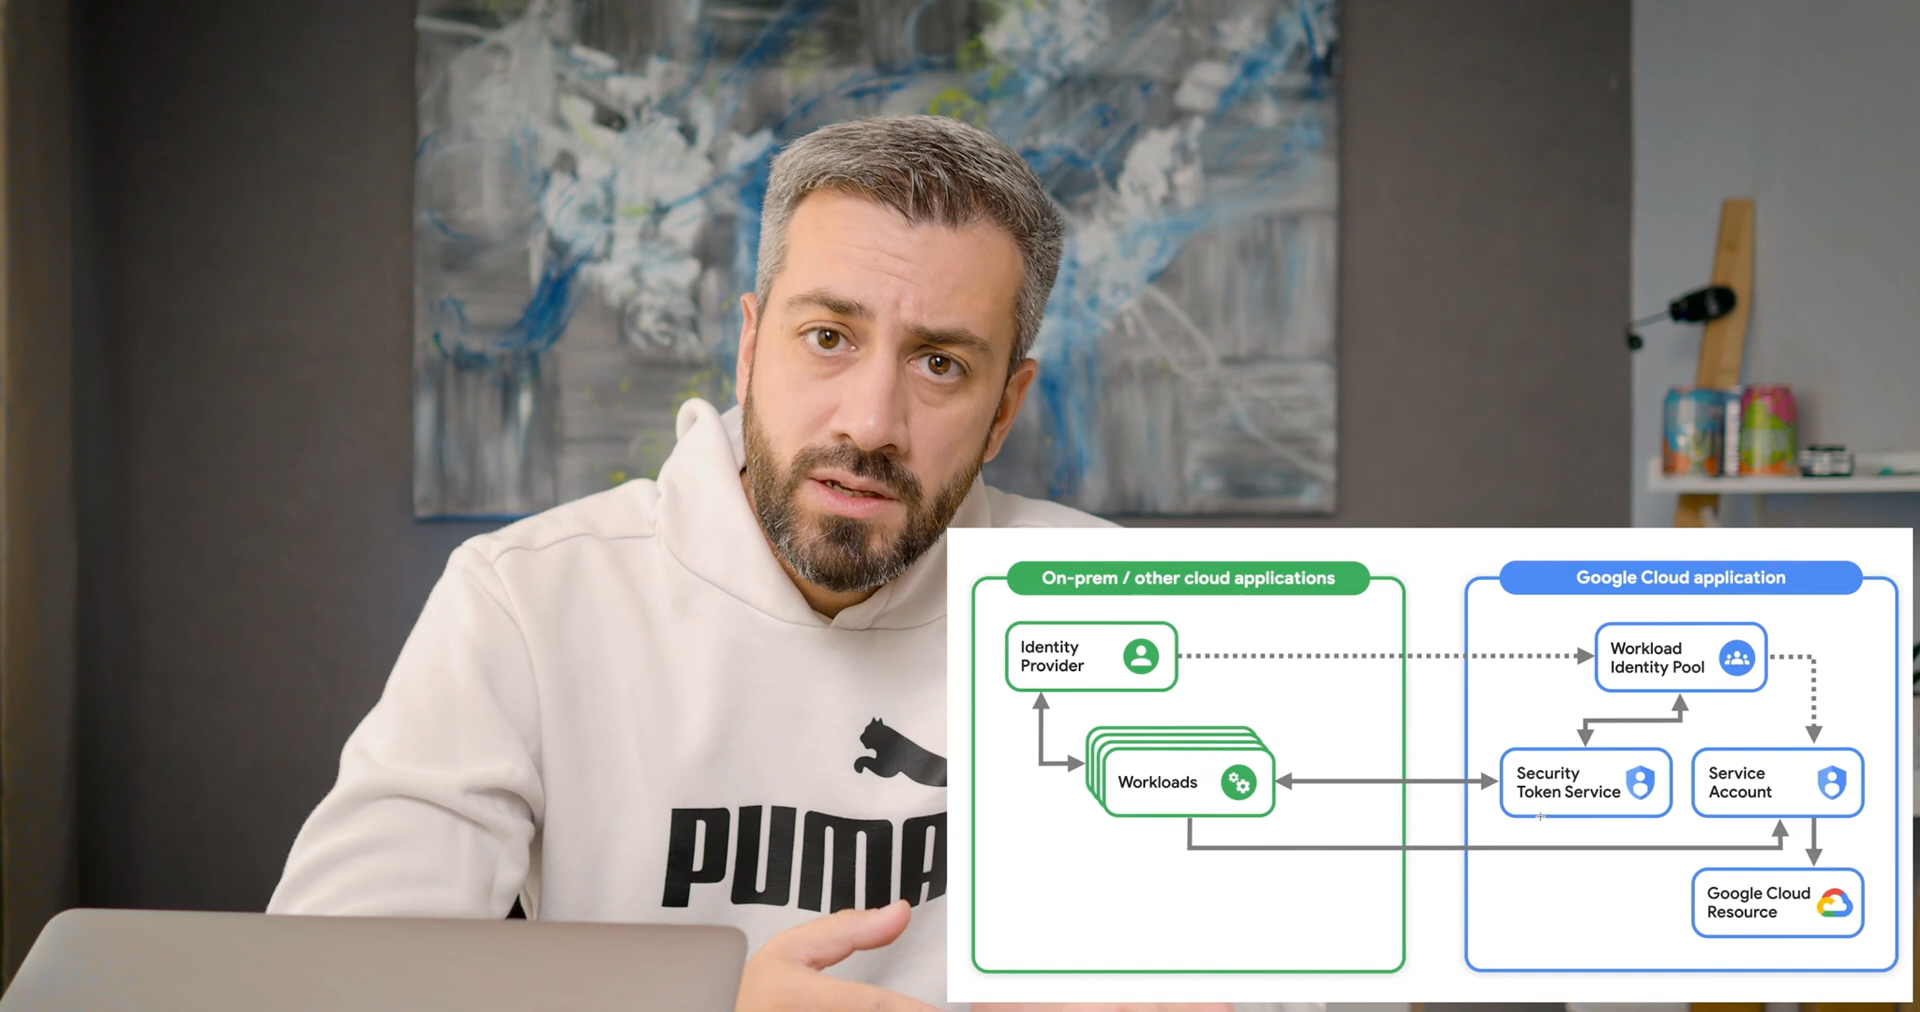 PUMA
On-prem / other cloud applications
Google Cloud application
Identity
Provider
Workload
Identity Pool
Workloads
Security
Token Service
Service
Account
Google Cloud
Resource